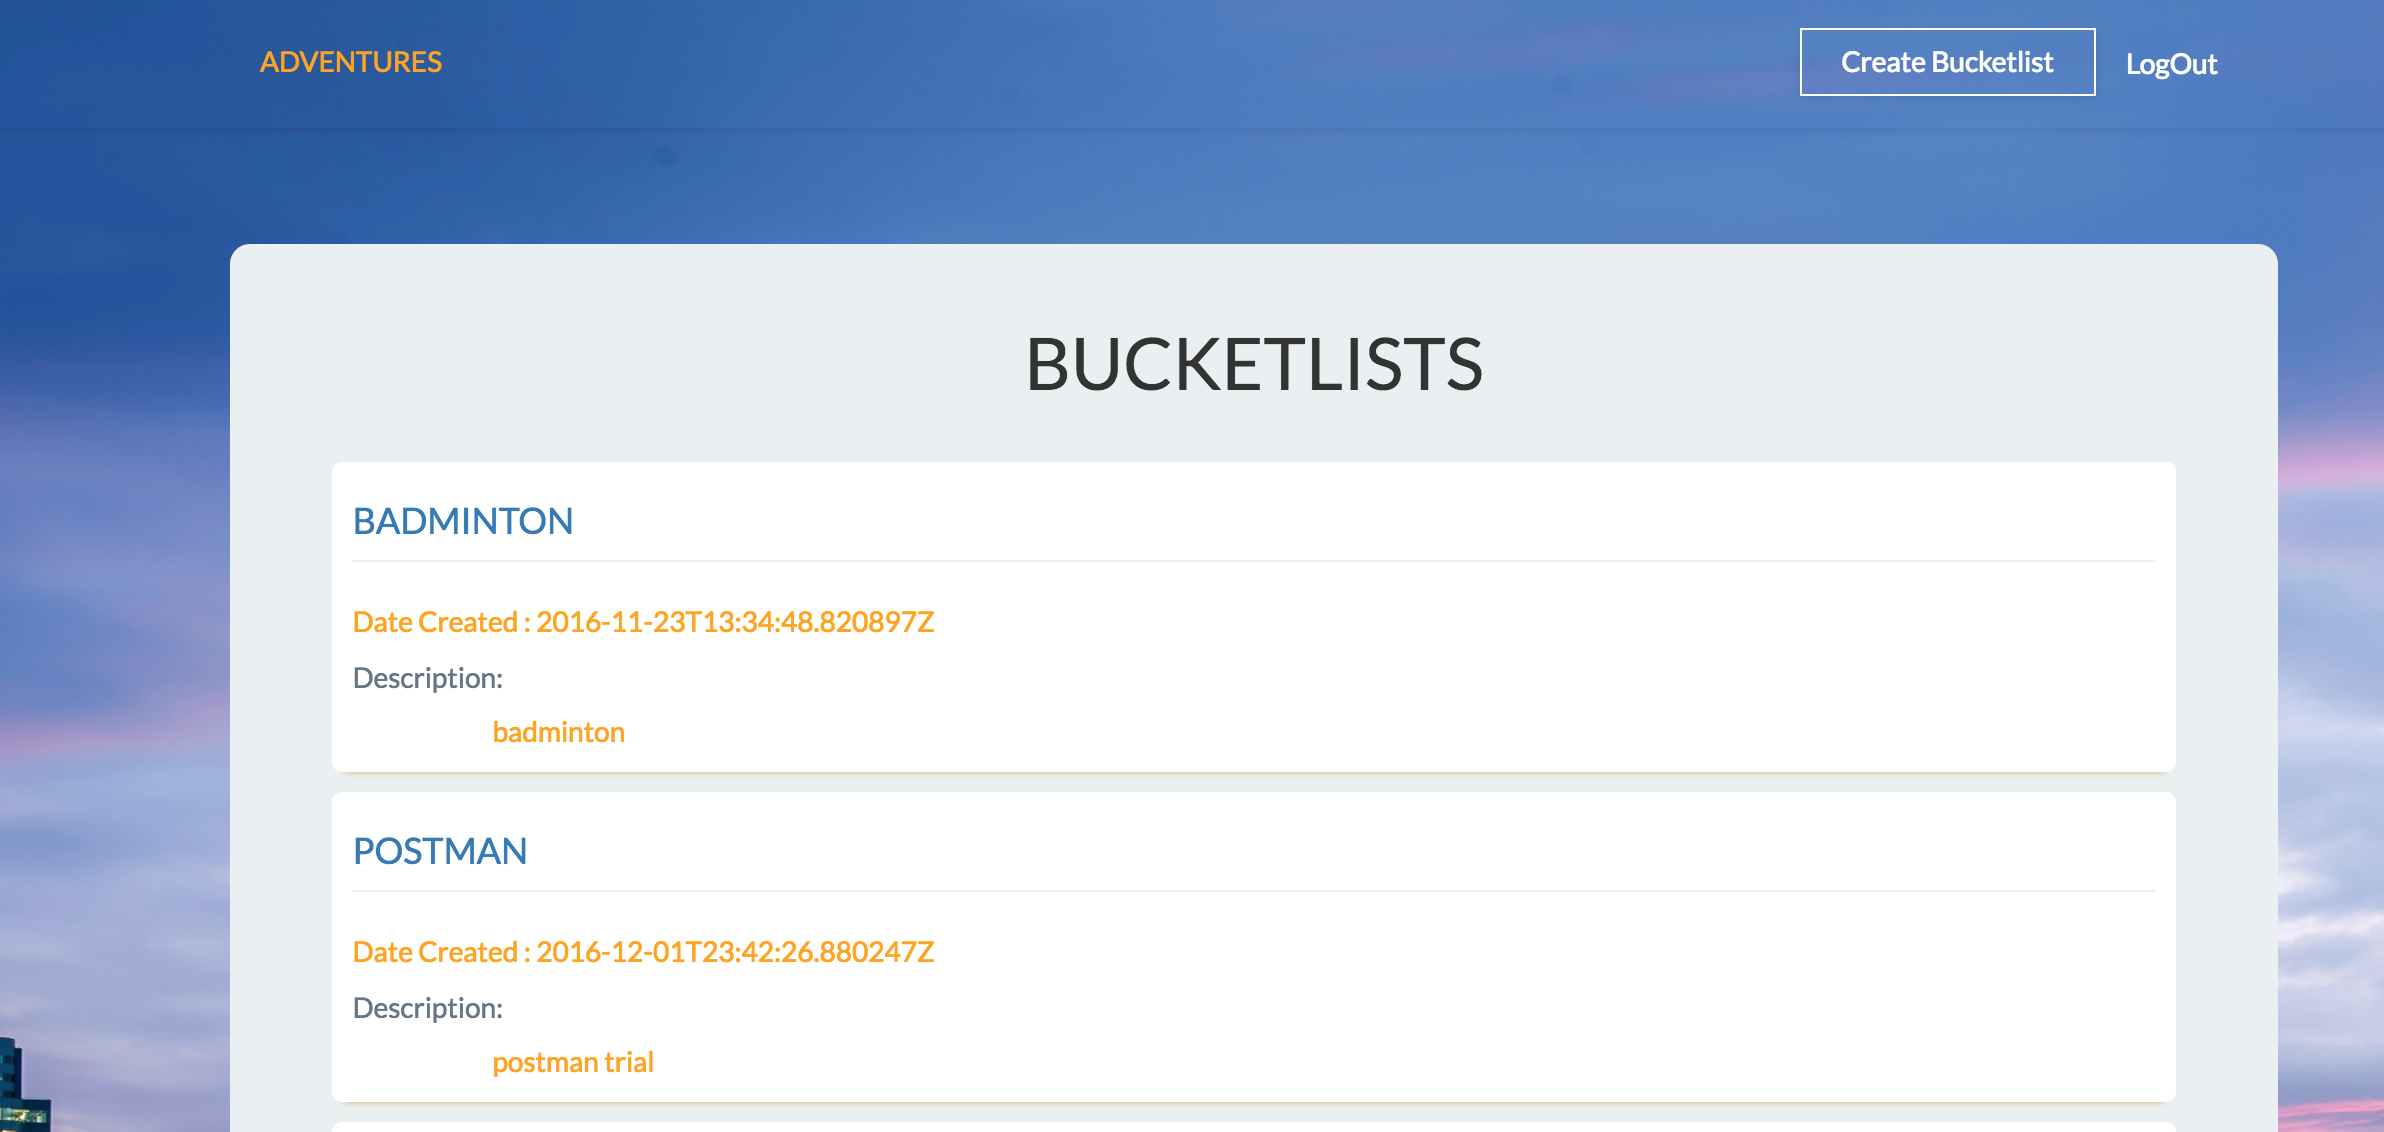 ADVENTURES
Create Bucketlist
LogOut
BUCKETLISTS
BADMINTON
Date Created : 2016-11-23T13:34:48.820897Z
Description:
badminton
POSTMAN
Date Created : 2016-12-01T23:42:26.880247Z
Description:
postman trial